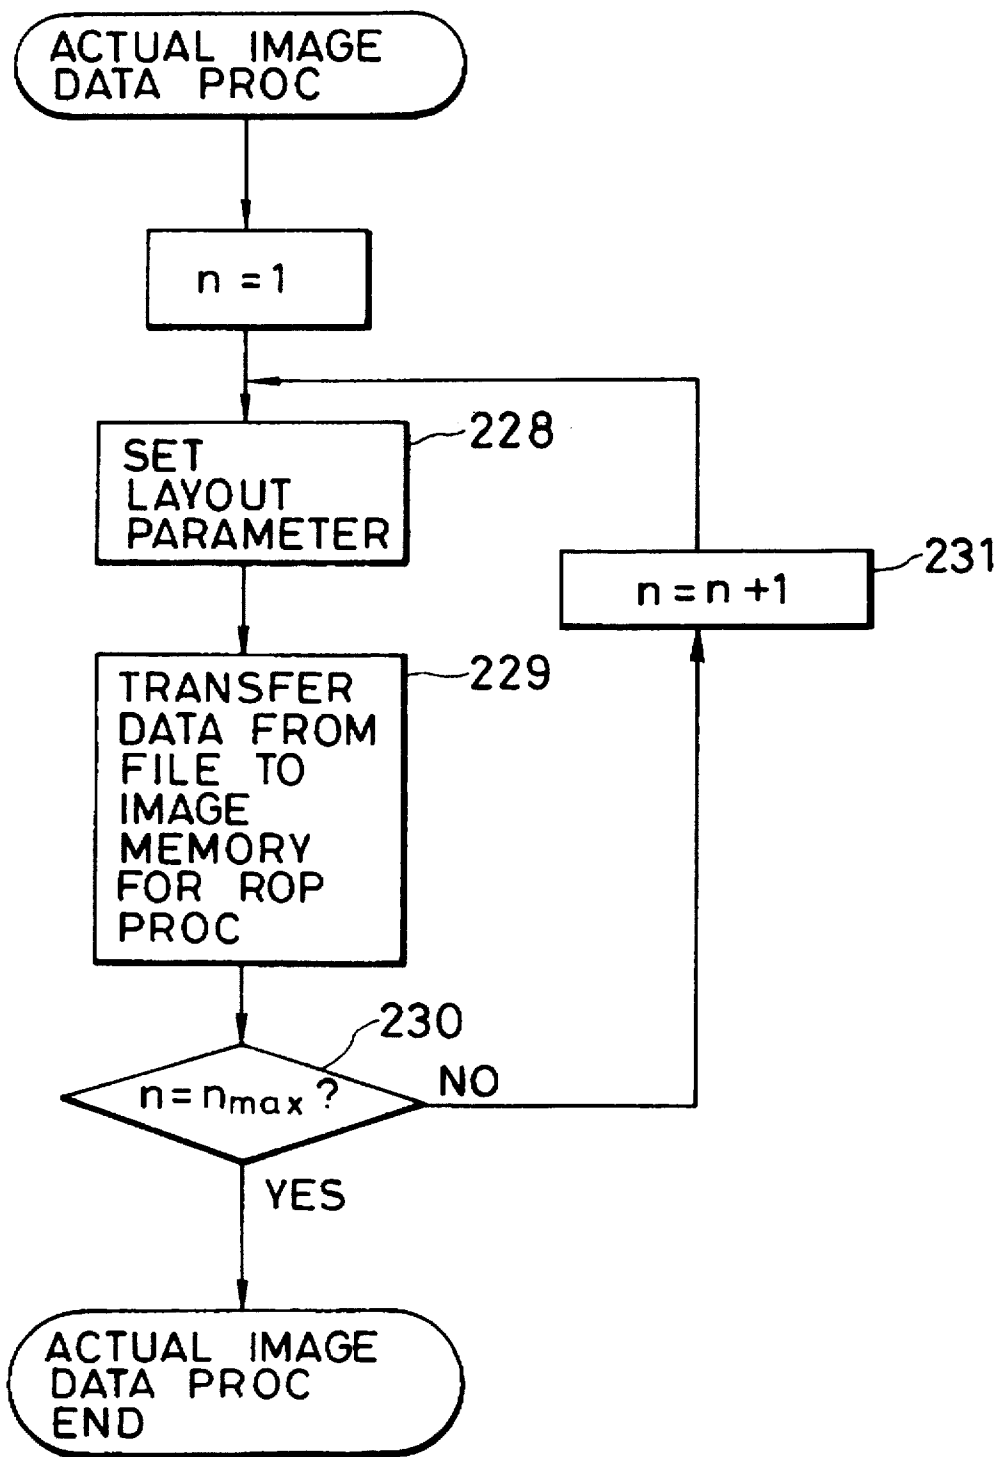 ACTUAL IMAGE
DATA PROC
n = 1
228
SET
LAYOUT
PARAMETER
231
n = n + 1
229
TRANSFER
DATA FROM
FILE TO
IMAGE
MEMORY
FOR ROP
PROC
230
n = nmax ?
NO
YES
ACTUAL IMAGE
DATA PROC
END